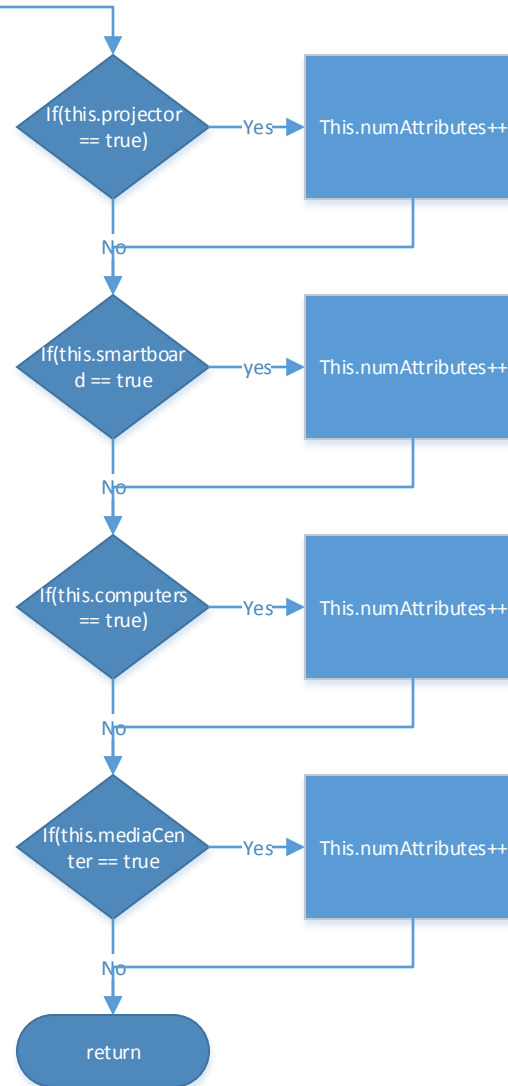 If(this.projector
== true)
Yes
This.numAttributes++
No
If(this.smartboar
d == true
yes
This.numAttributes++
No
If(this.computers
== true)
Yes
This.numAttributes++
No
If(this.mediaCen
ter == true
Yes
This.numAttributes++
No
return